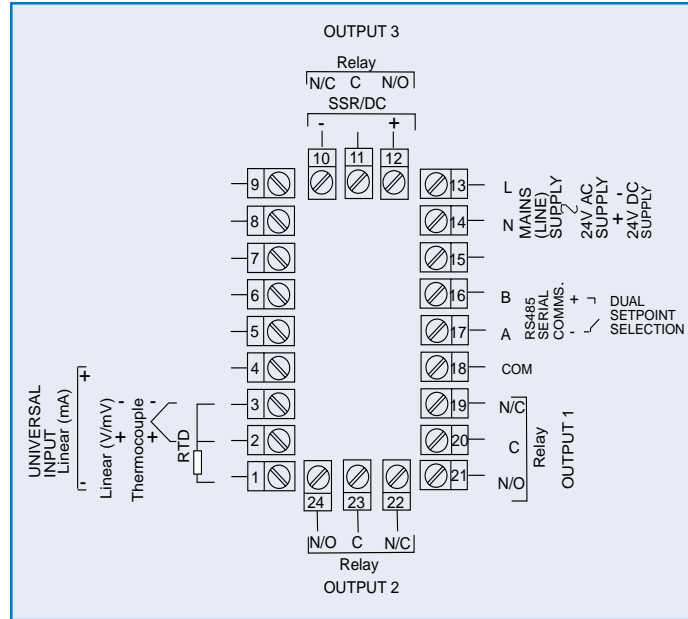 OUTPUT 3
Relay
N/C C N/O
SSR/DC
- +
10 11 12
9
8
7
6
5
4
3
2
1
13 L
14 N
15
16 B
17 A
18 COM
19 N/C
20 C
21 N/O
MAINS
(LINE)
SUPPLY
24V AC
SUPPLY
- +
24V DC
SUPPLY
RS485
SERIAL
COMMS.
+ -
DUAL
SETPOINT
SELECTION
Relay
OUTPUT 1
UNIVERSAL
INPUT
Linear (mA)
+ -
Linear (V/mV)
- +
Thermocouple
- +
RTD
24 23 22
N/O C N/C
Relay
OUTPUT 2